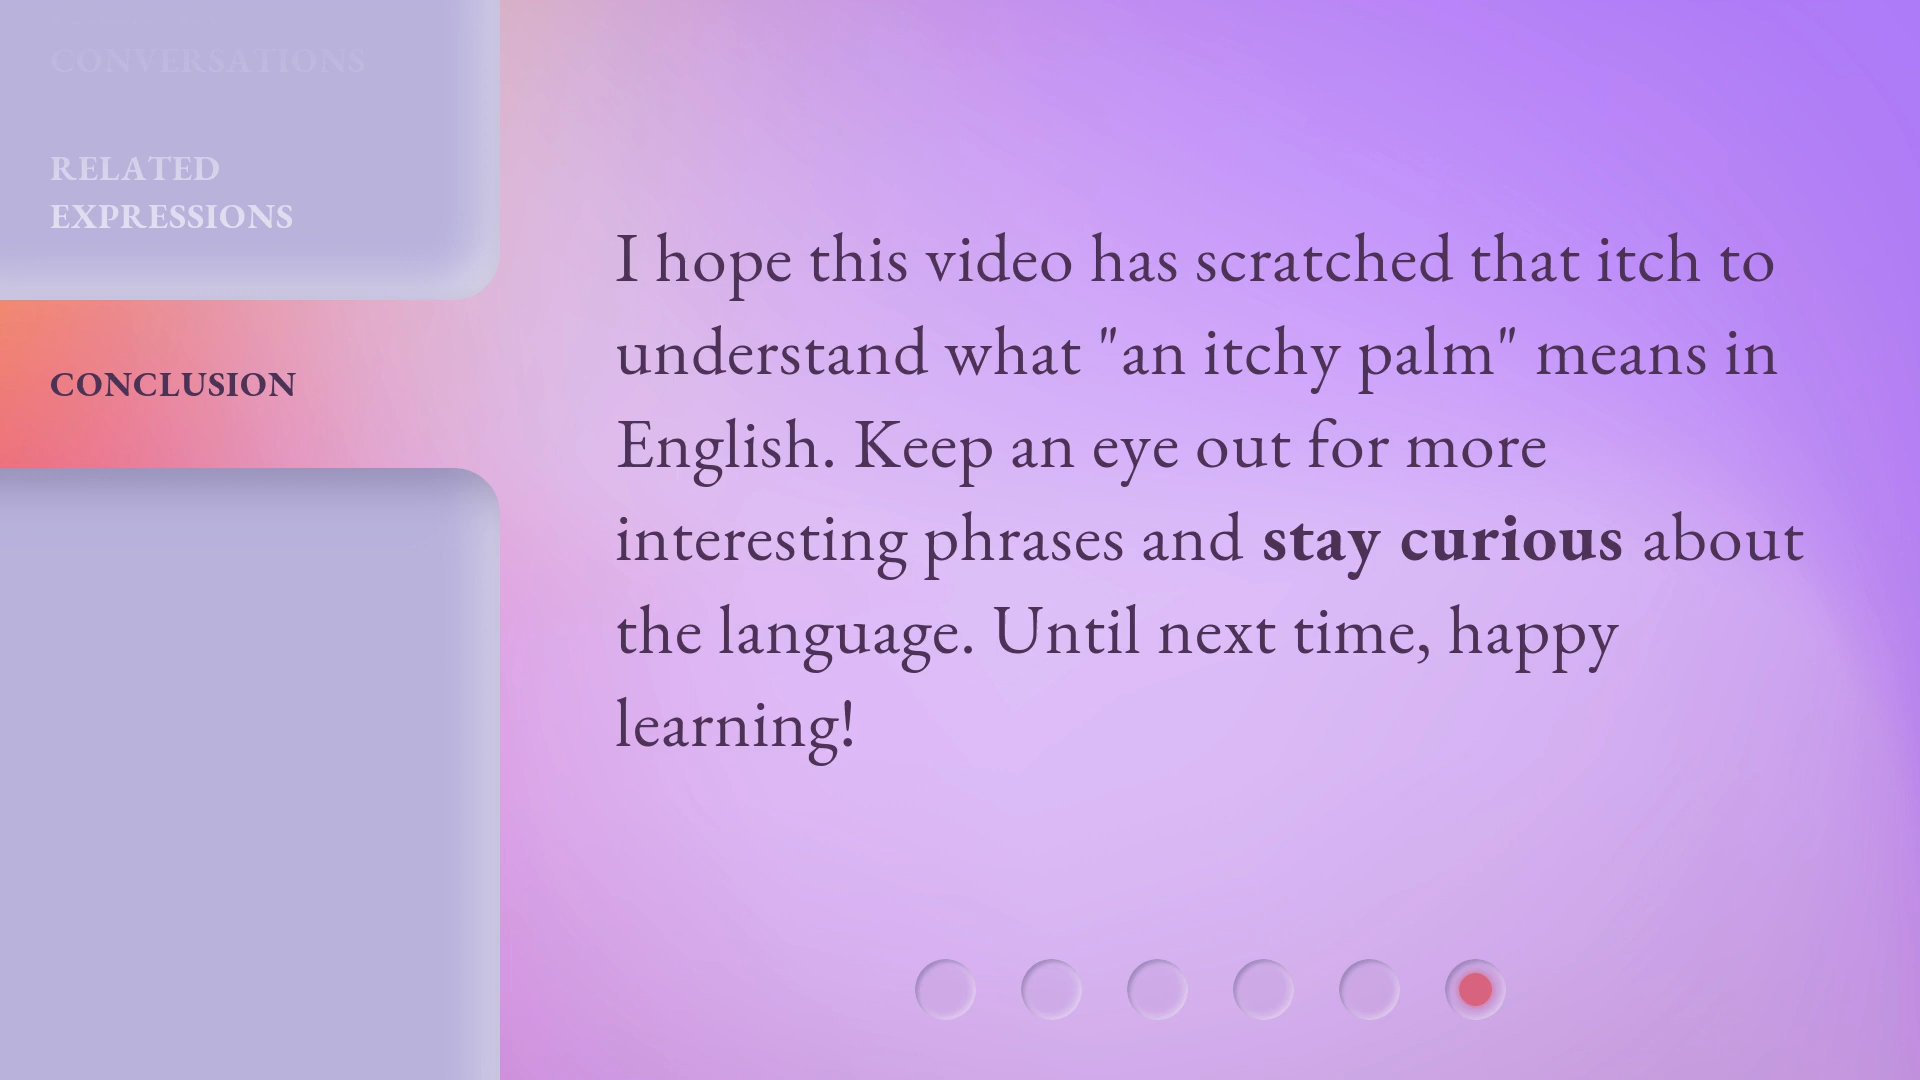 CONVERSATIONS
RELATED
EXPRESSIONS
CONCLUSION
I hope this video has scratched that itch to
understand what "an itchy palm" means in
English. Keep an eye out for more
interesting phrases and stay curious about
the language. Until next time, happy
learning!